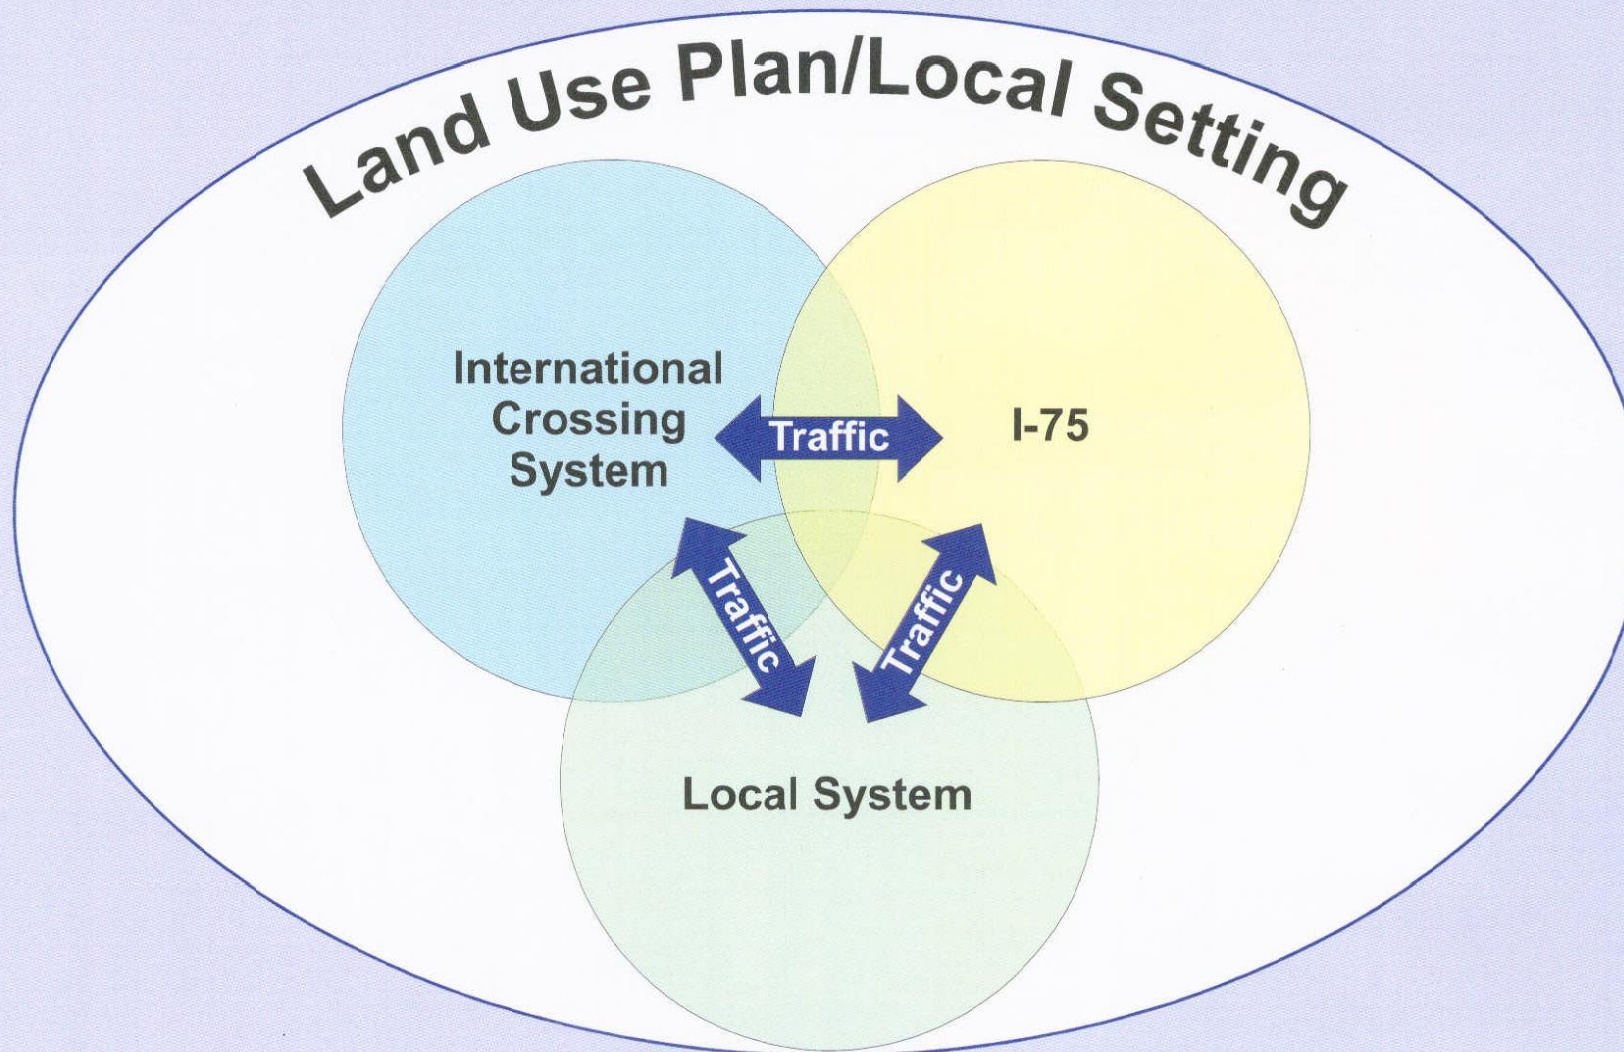 Land Use Plan/Local Setting
International
Crossing
System
Traffic
I-75
Traffic
Traffic
Local System